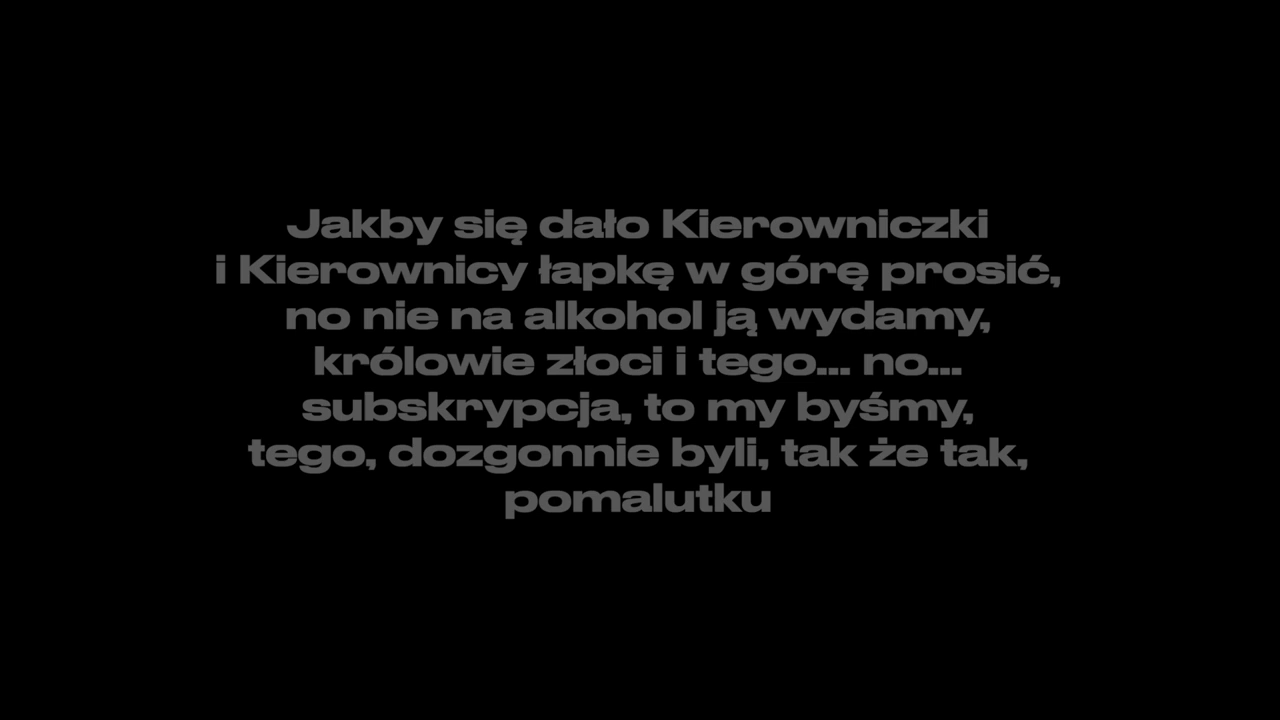 Jakby się dało Kierowniczki
i Kierownicy łapkę w górę prosić,
no nie na alkohol ją wydamy,
królowie złoci i tego... no...
subskrypcja, to my byśmy,
tego, dozgonnie byli, tak że tak,
pomalutku